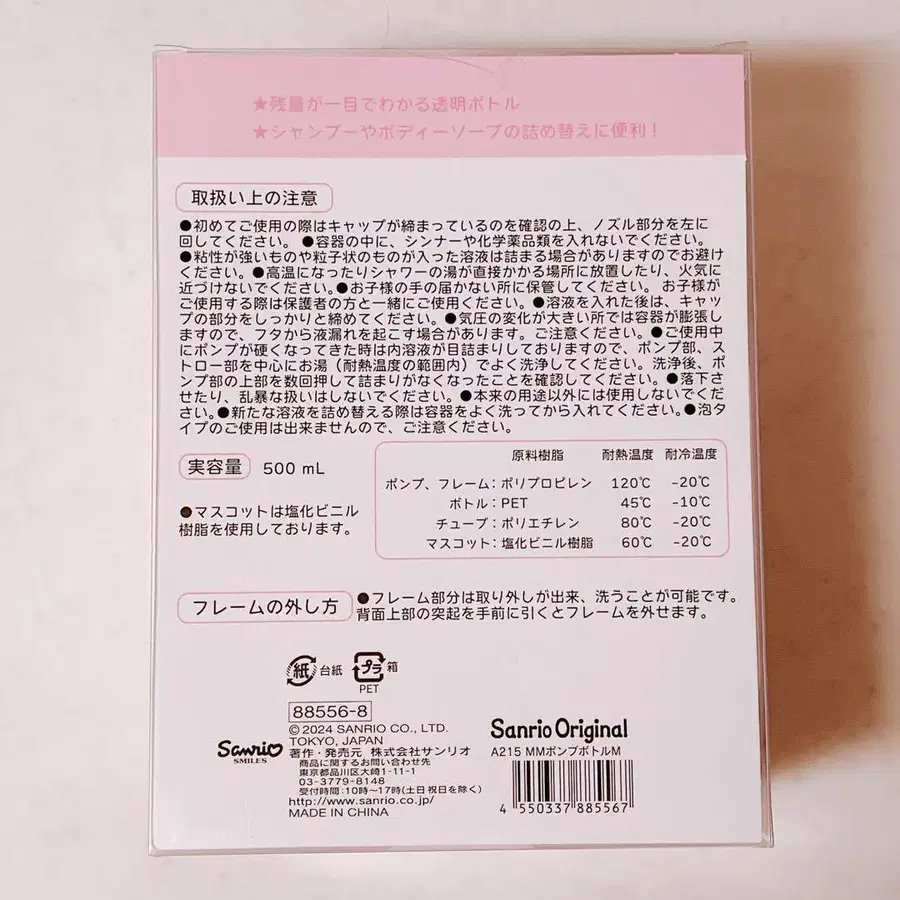 ★残量が一目でわかる透明ボトル
★シャンプーやボディーソープの詰め替えに便利！
取扱い上の注意
●初めてご使用の際はキャップが締まっているのを確認の上、ノズル部分を左に
回してください。 ●容器の中に、シンナーや化学薬品類を入れないでください。
●粘性が強いものや粒子状のものが入った溶液は詰まる場合がありますのでお避け
ください。●高温になったりシャワーの湯が直接かかる場所に放置したり、火気に
近づけないでください。●お子様の手の届かない所に保管してください。 お子様が
ご使用する際は保護者の方と一緒にご使用ください。●溶液を入れた後は、キャッ
プの部分をしっかりと締めてください。●気圧の変化が大きい所では容器が膨張し
ますので、フタから液漏れを起こす場合があります。ご注意ください。●ご使用中
にポンプが硬くなってきた時は内溶液が目詰まりしておりますので、ポンプ部、ス
トロー部を中心にお湯（耐熱温度の範囲内）でよく洗浄してください。洗浄後、ポ
ンプ部の上部を数回押して詰まりがなくなったことを確認してください。●落下さ
せたり、乱暴な扱いはしないでください。●本来の用途以外には使用しないでくださ
い。●新たな溶液を詰め替える際は容器をよく洗ってから入れてください。●泡タ
イプのご使用は出来ませんので、ご注意ください。
実容量 500 mL
●マスコットは塩化ビニル
樹脂を使用しております。
原料樹脂 耐熱温度 耐冷温度
ポンプ、フレーム：ポリプロピレン 120℃ -20℃
ボトル：PET 45℃ -10℃
チューブ：ポリエチレン 80℃ -20℃
マスコット：塩化ビニル樹脂 60℃ -20℃
フレームの外し方
●フレーム部分は取り外しが出来、洗うことが可能です。
背面上部の突起を手前に引くとフレームを外せます。
紙 台紙 プラ 箱
PET
88556-8
© 2024 SANRIO CO., LTD.
TOKYO, JAPAN
著作・発売元 株式会社サンリオ
商品に関するお問い合わせ先
東京都品川区大崎1-11-1
03-3779-8148
受付時間：10時〜17時(土日祝日を除く)
http://www.sanrio.co.jp/
MADE IN CHINA
Sanrio
SMILES
Sanrio Original
A215 MMポンプボトルM
4 550337 885567